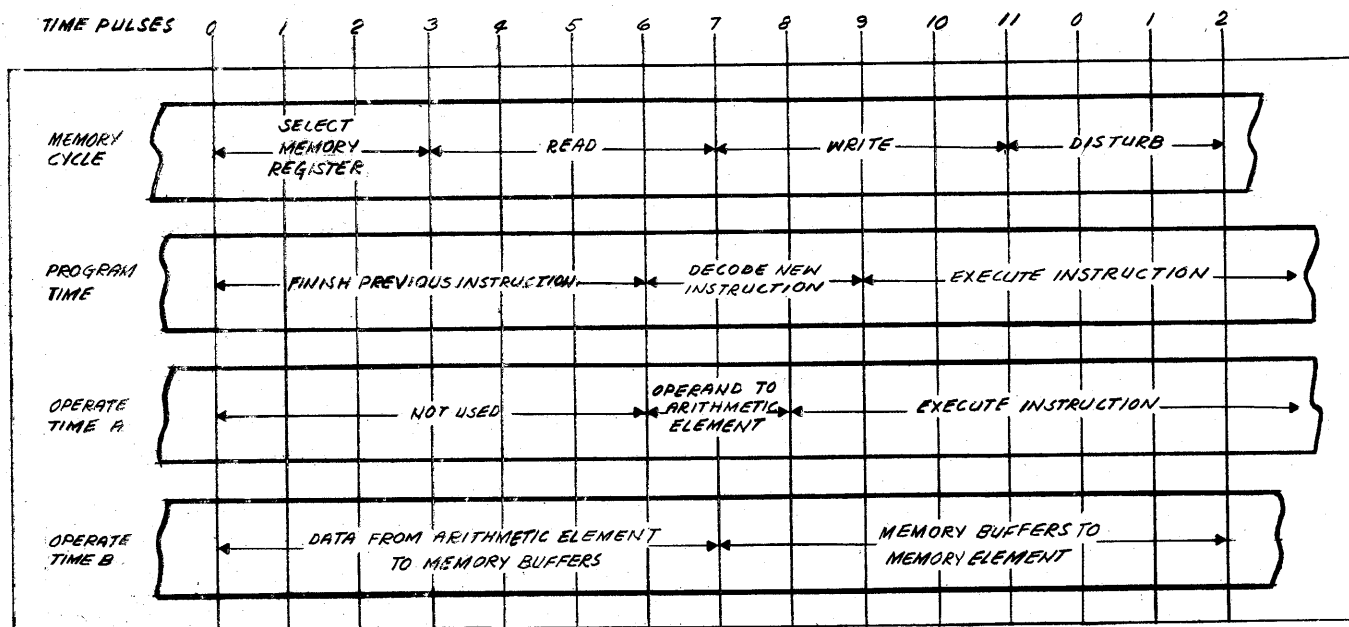 TIME PULSES 0 1 2 3 4 5 6 7 8 9 10 11 0 1 2
MEMORY
CYCLE
SELECT
MEMORY
REGISTER
READ
WRITE
DISTURB
PROGRAM
TIME
FINISH PREVIOUS INSTRUCTION
DECODE NEW
INSTRUCTION
EXECUTE INSTRUCTION
OPERATE
TIME A
NOT USED
OPERAND TO
ARITHMETIC
ELEMENT
EXECUTE INSTRUCTION
OPERATE
TIME B
DATA FROM ARITHMETIC ELEMENT
TO MEMORY BUFFERS
MEMORY BUFFERS TO
MEMORY ELEMENT